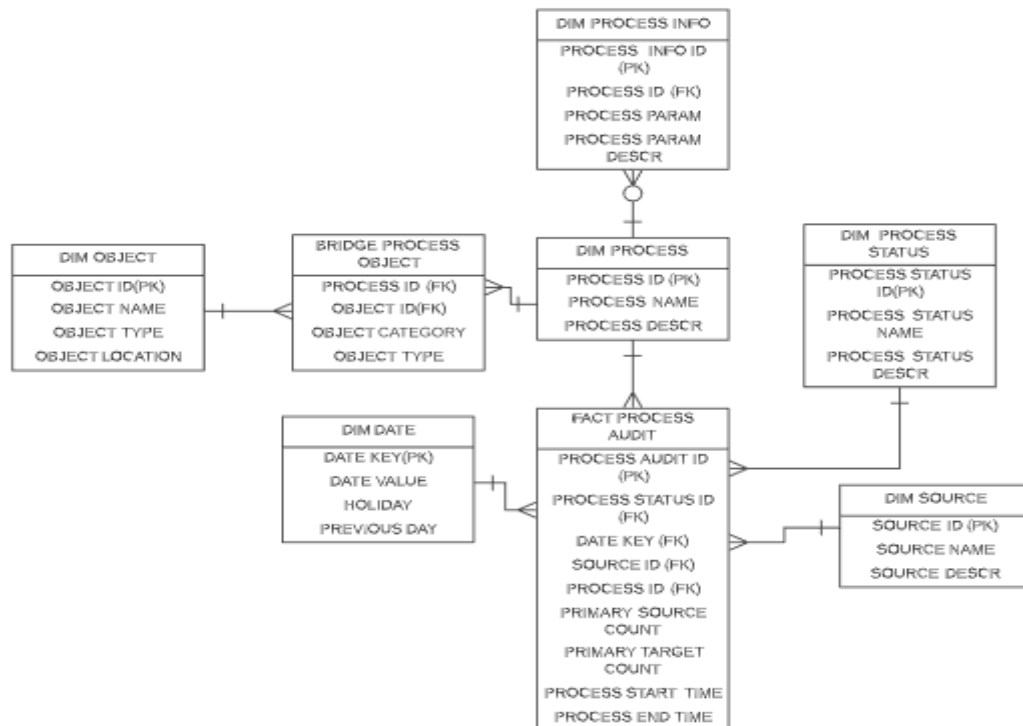 DIM PROCESS INFO
PROCESS INFO ID
(PK)
PROCESS ID (FK)
PROCESS PARAM
PROCESS PARAM
DESCR
DIM OBJECT
OBJECT ID(PK)
OBJECT NAME
OBJECT TYPE
OBJECT LOCATION
BRIDGE PROCESS
OBJECT
PROCESS ID (FK)
OBJECT ID(FK)
OBJECT CATEGORY
OBJECT TYPE
DIM PROCESS
PROCESS ID (PK)
PROCESS NAME
PROCESS DESCR
DIM PROCESS
STATUS
PROCESS STATUS
ID(PK)
PROCESS STATUS
NAME
PROCESS STATUS
DESCR
DIM DATE
DATE KEY(PK)
DATE VALUE
HOLIDAY
PREVIOUS DAY
FACT PROCESS
AUDIT
PROCESS AUDIT ID
(PK)
PROCESS STATUS ID
(FK)
DATE KEY (FK)
SOURCE ID (FK)
PROCESS ID (FK)
PRIMARY SOURCE
COUNT
PRIMARY TARGET
COUNT
PROCESS START TIME
PROCESS END TIME
DIM SOURCE
SOURCE ID (PK)
SOURCE NAME
SOURCE DESCR